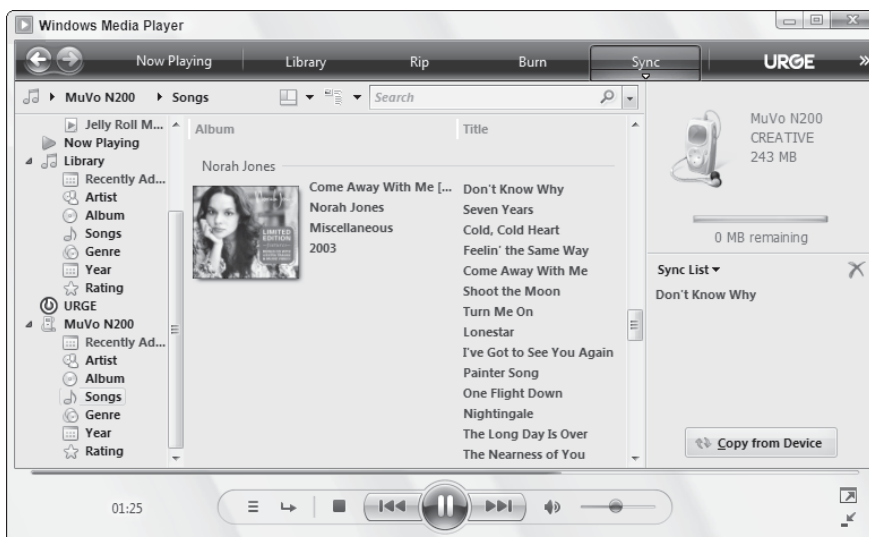 Windows Media Player
Now Playing
Library
Rip
Burn
Sync
URGE
»
MuVo N200
Songs
Search
Jelly Roll M...
Now Playing
Library
Recently Ad...
Artist
Album
Songs
Genre
Year
Rating
URGE
MuVo N200
Recently Ad...
Artist
Album
Songs
Genre
Year
Rating
Album
Title
Norah Jones
LIMITED
EDITION
Come Away With Me [...
Norah Jones
Miscellaneous
2003
Don't Know Why
Seven Years
Cold, Cold Heart
Feelin' the Same Way
Come Away With Me
Shoot the Moon
Turn Me On
Lonestar
I've Got to See You Again
Painter Song
One Flight Down
Nightingale
The Long Day Is Over
The Nearness of You
MuVo N200
CREATIVE
243 MB
0 MB remaining
Sync List
Don't Know Why
Copy from Device
01:25